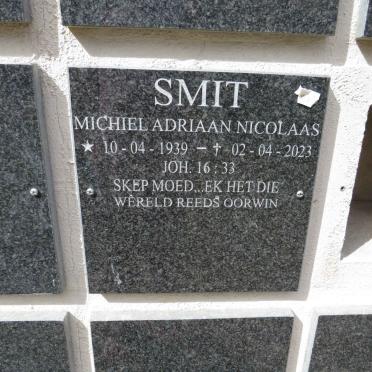 SMIT
MICHIEL ADRIAAN NICOLAAS
★ 10 - 04 - 1939 – † 02 - 04 - 2023
JOH. 16 : 33
SKEP MOED...EK HET DIE
WÊRELD REEDS OORWIN